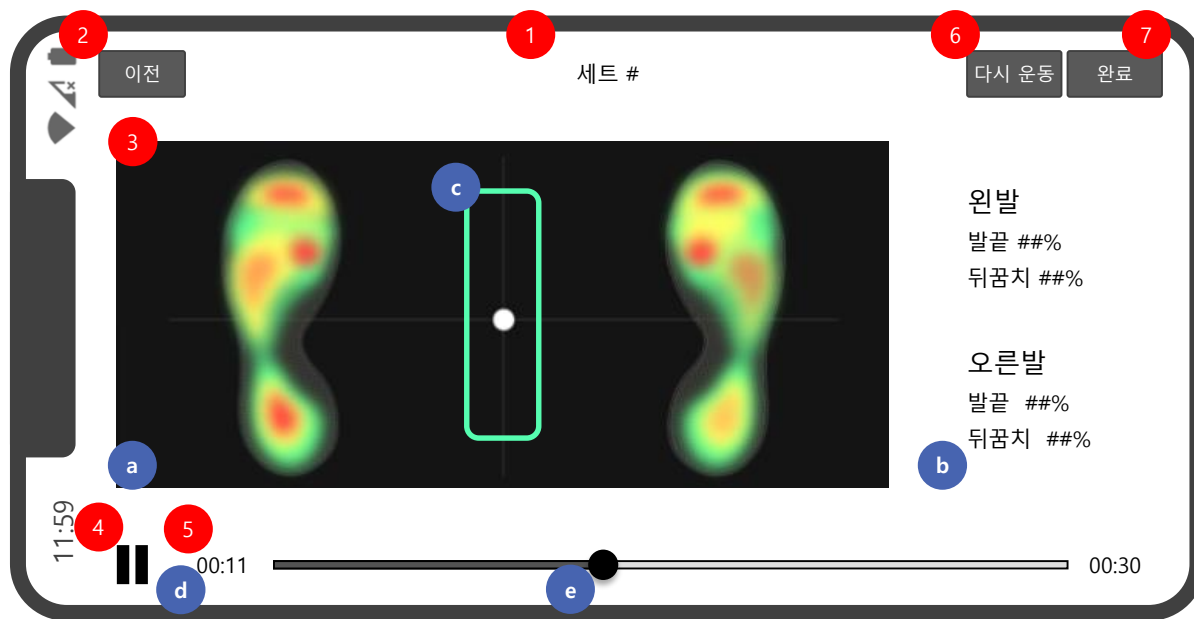 2
1
6
7
이전
세트 #
다시 운동
완료
3
c
왼발
발끝 ##%
뒤꿈치 ##%
오른발
발끝 ##%
뒤꿈치 ##%
a
b
11:59
4
5
00:11
00:30
d
e